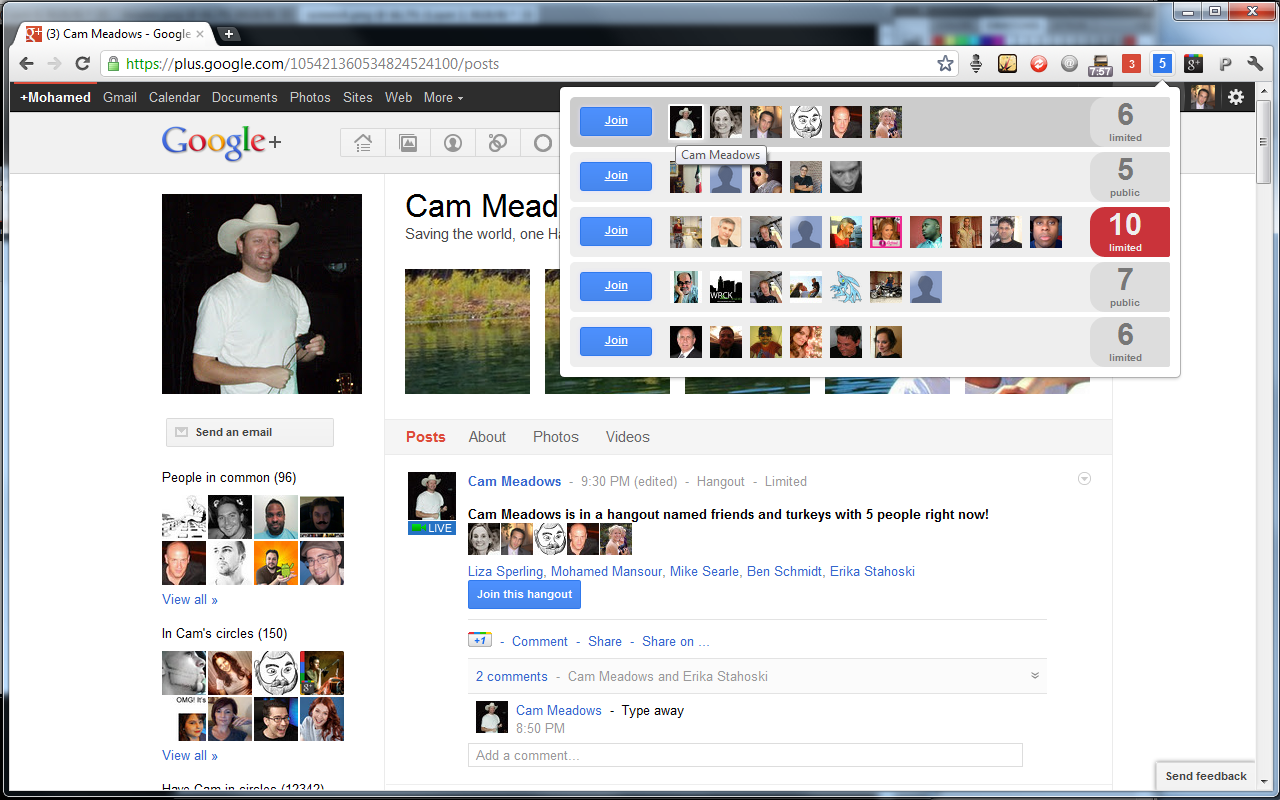 (3) Cam Meadows - Google
https://plus.google.com/105421360534824524100/posts
7:57
3
5
g+
P
+Mohamed Gmail Calendar Documents Photos Sites Web More
Google+
Join
6
limited
Cam Meadows
Join
5
public
Join
10
limited
Join
WRCK
7
public
Join
6
limited
Cam Mead
Saving the world, one Ha
Send an email
Posts About Photos Videos
People in common (96)
View all »
In Cam's circles (150)
OMG! It's
View all »
Have Cam in circles (12342)
Cam Meadows - 9:30 PM (edited) - Hangout - Limited
LIVE
Cam Meadows is in a hangout named friends and turkeys with 5 people right now!
Liza Sperling, Mohamed Mansour, Mike Searle, Ben Schmidt, Erika Stahoski
Join this hangout
+1 - Comment - Share - Share on ...
2 comments - Cam Meadows and Erika Stahoski
Cam Meadows - Type away
8:50 PM
Add a comment...
Send feedback